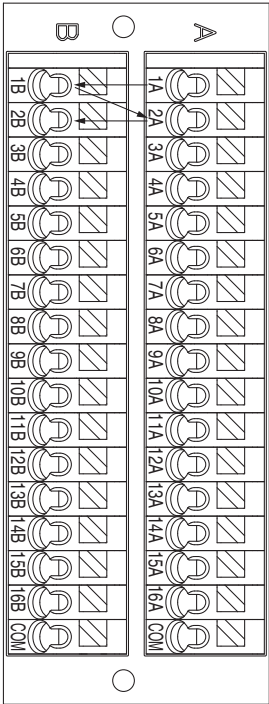 B A
1B 1A
2B 2A
3B 3A
4B 4A
5B 5A
6B 6A
7B 7A
8B 8A
9B 9A
10B 10A
11B 11A
12B 12A
13B 13A
14B 14A
15B 15A
16B 16A
COM COM